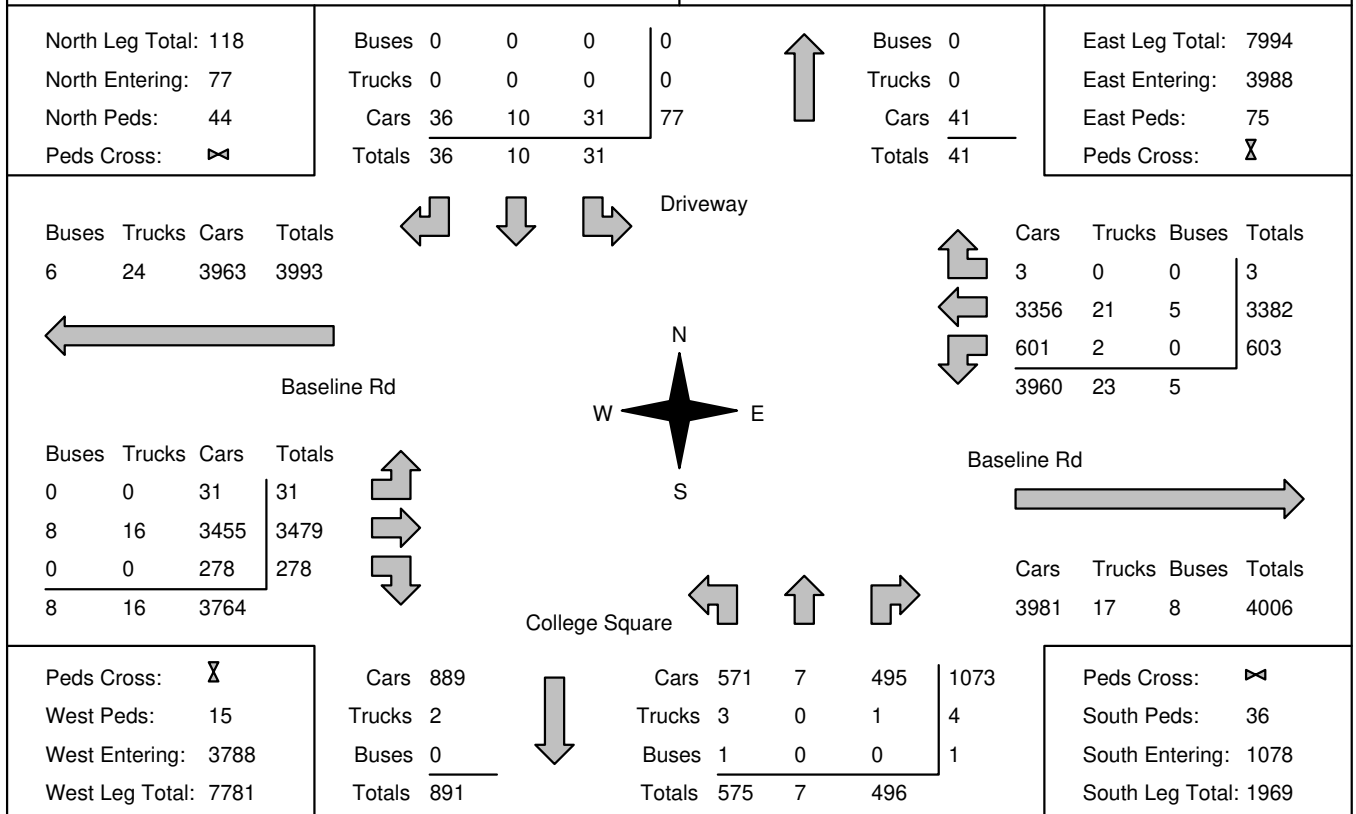 North Leg Total: 118
North Entering: 77
North Peds: 44
Peds Cross:
Buses 0 0 0 0
Trucks 0 0 0 0
Cars 36 10 31 77
Totals 36 10 31
Buses 0
Trucks 0
Cars 41
Totals 41
East Leg Total: 7994
East Entering: 3988
East Peds: 75
Peds Cross:
Driveway
Buses Trucks Cars Totals
6 24 3963 3993
Cars Trucks Buses Totals
3 0 0 3
3356 21 5 3382
601 2 0 603
3960 23 5
Baseline Rd
N
W E
S
Buses Trucks Cars Totals
0 0 31 31
8 16 3455 3479
0 0 278 278
8 16 3764
Baseline Rd
Cars Trucks Buses Totals
3981 17 8 4006
College Square
Peds Cross:
West Peds: 15
West Entering: 3788
West Leg Total: 7781
Cars 889
Trucks 2
Buses 0
Totals 891
Cars 571 7 495 1073
Trucks 3 0 1 4
Buses 1 0 0 1
Totals 575 7 496
Peds Cross:
South Peds: 36
South Entering: 1078
South Leg Total: 1969